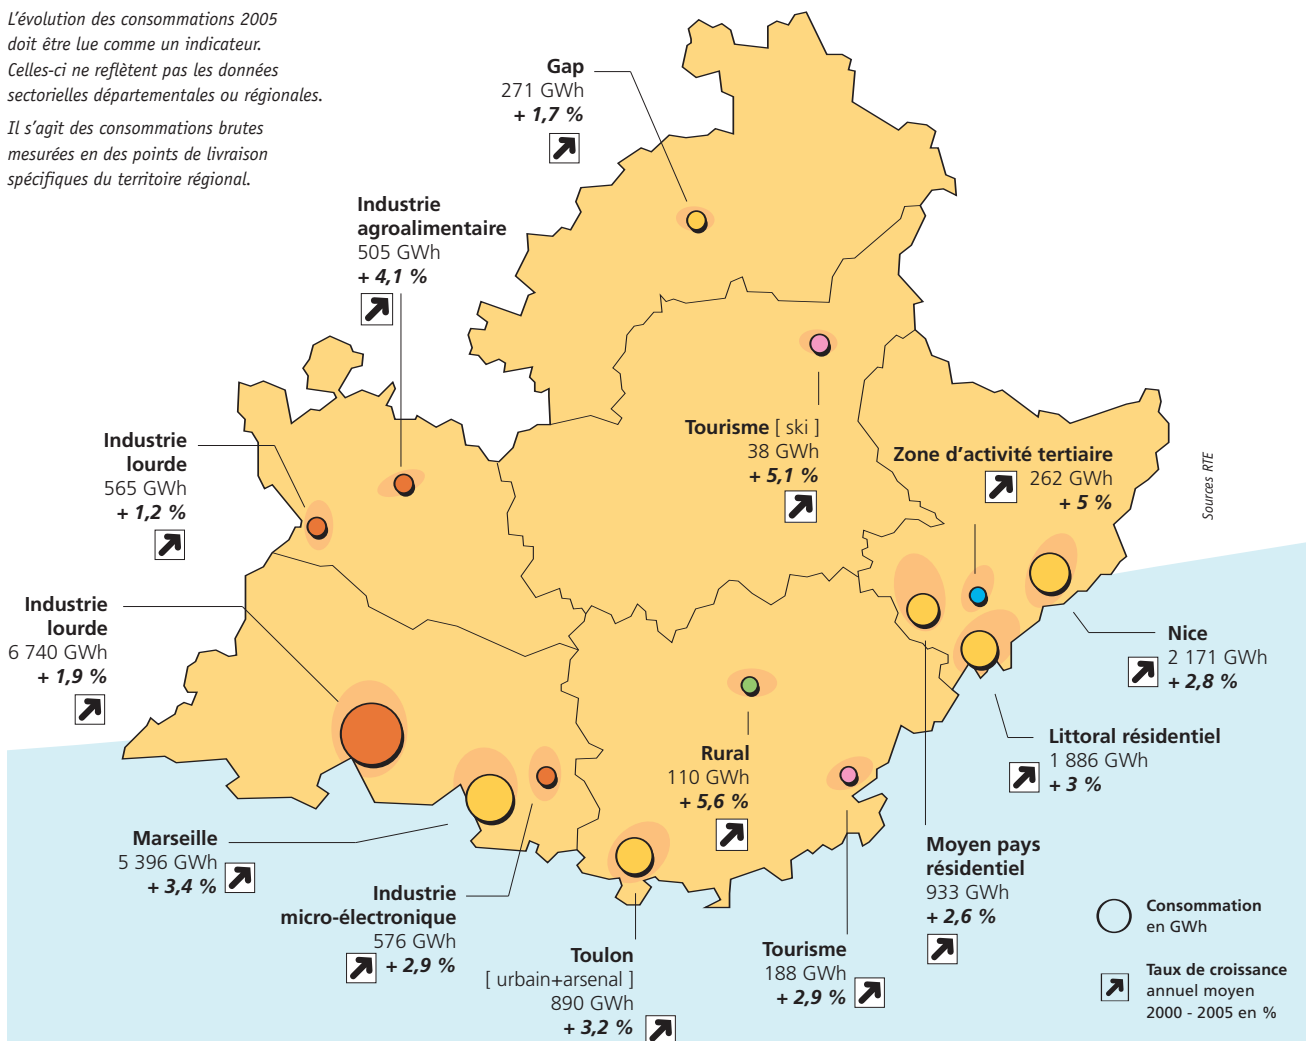 L'évolution des consommations 2005
doit être lue comme un indicateur.
Celles-ci ne reflètent pas les données
sectorielles départementales ou régionales.
Il s'agit des consommations brutes
mesurées en des points de livraison
spécifiques du territoire régional.
Gap
271 GWh
+ 1,7 %
Industrie
agroalimentaire
505 GWh
+ 4,1 %
Industrie
lourde
565 GWh
+ 1,2 %
Tourisme [ ski ]
38 GWh
+ 5,1 %
Zone d'activité tertiaire
262 GWh
+ 5 %
Sources RTE
Industrie
lourde
6 740 GWh
+ 1,9 %
Nice
2 171 GWh
+ 2,8 %
Littoral résidentiel
1 886 GWh
+ 3 %
Rural
110 GWh
+ 5,6 %
Marseille
5 396 GWh
+ 3,4 %
Moyen pays
résidentiel
933 GWh
+ 2,6 %
Industrie
micro-électronique
576 GWh
+ 2,9 %
Toulon
[ urbain+arsenal ]
890 GWh
+ 3,2 %
Tourisme
188 GWh
+ 2,9 %
Consommation
en GWh
Taux de croissance
annuel moyen
2000 - 2005 en %